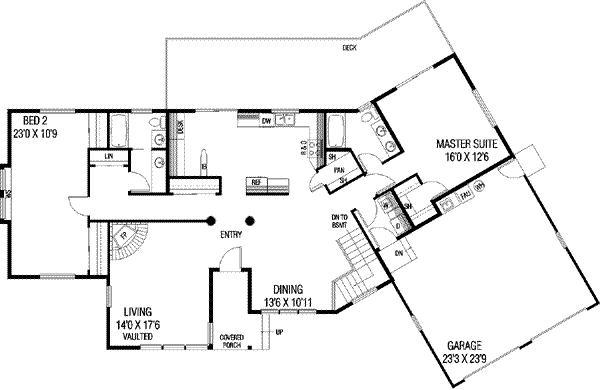 DECK
BED 2
23'0 X 10'9
DESK
DW
LIN
REF
PAN
SH
SH
MASTER SUITE
16'0 X 12'6
SH
W
D
FP
ENTRY
DN TO
BSMT
DN
DINING
13'6 X 10'11
LIVING
14'0 X 17'6
VAULTED
COVERED
PORCH
UP
GARAGE
23'3 X 23'9